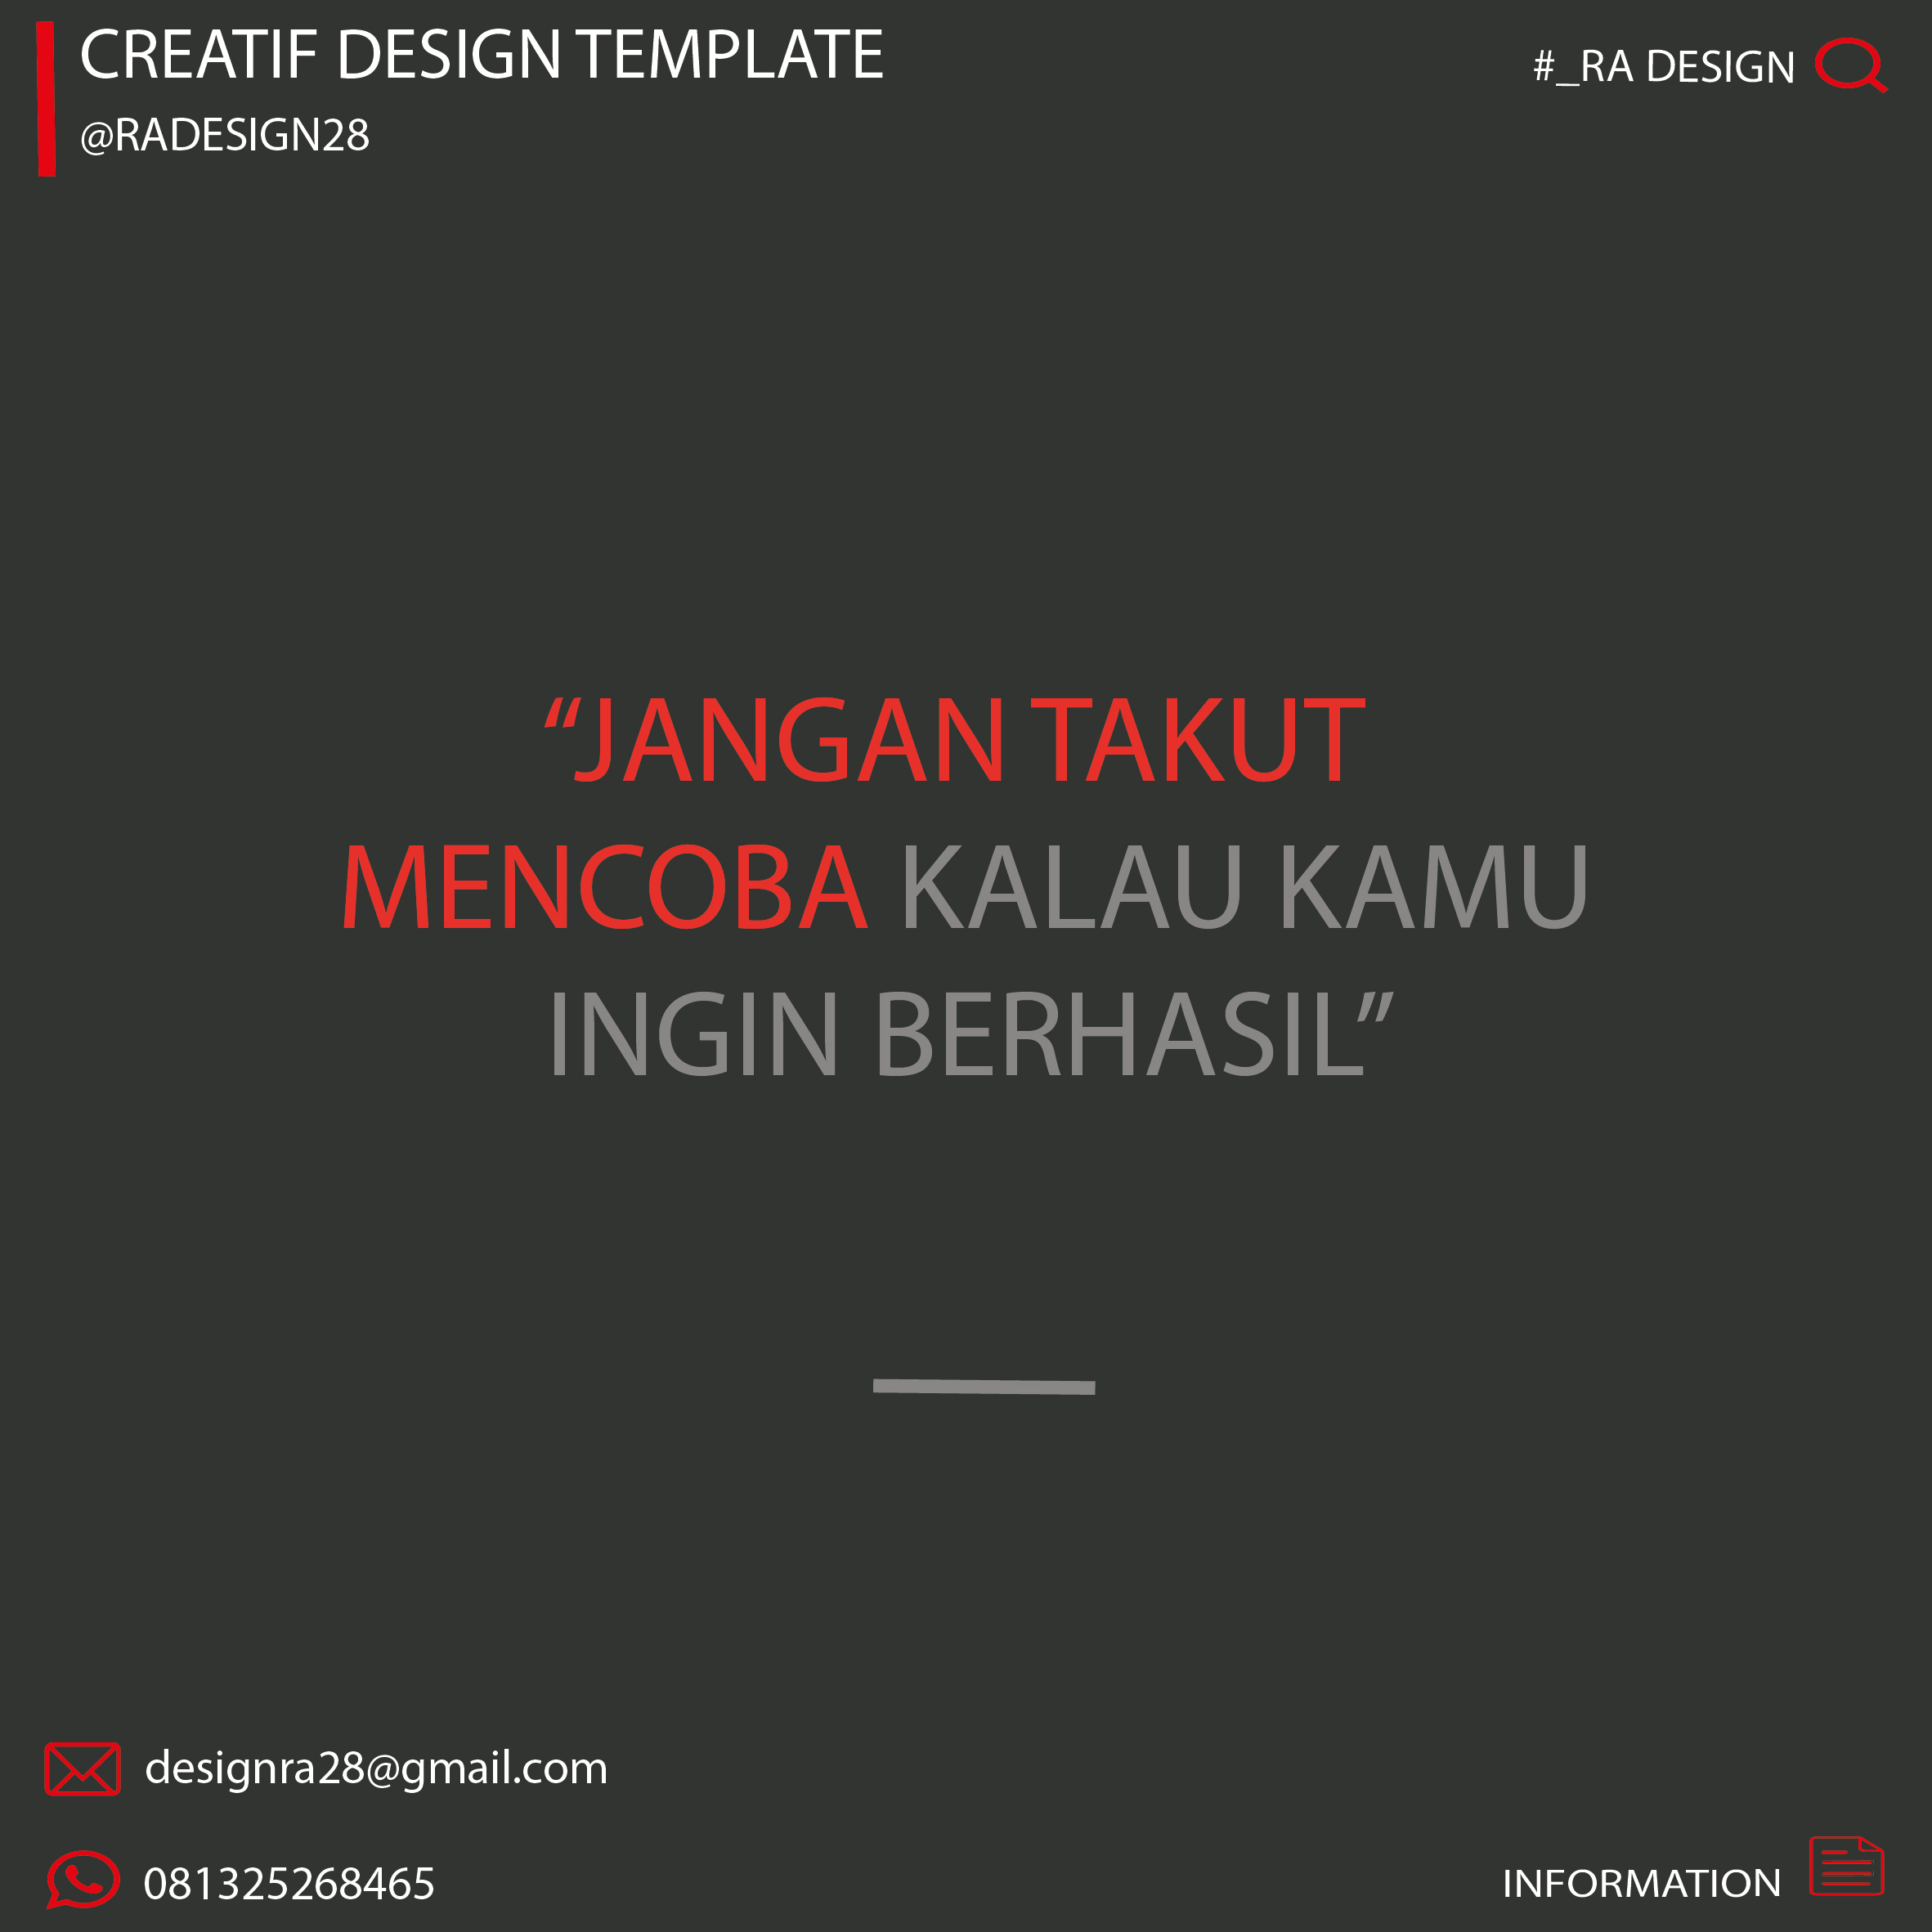 CREATIF DESIGN TEMPLATE
@RADESIGN28
#_RA DESIGN
“JANGAN TAKUT
MENCOBA KALAU KAMU
INGIN BERHASIL”
designra28@gmail.com
081325268465
INFORMATION